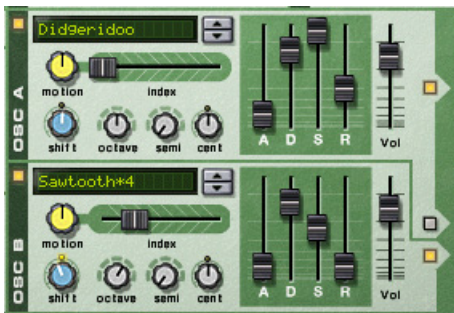 OSC A
Didgeridoo
motion
index
shift
octave
semi
cent
A D S R
Vol
OSC B
Sawtooth*4
motion
index
shift
octave
semi
cent
A D S R
Vol